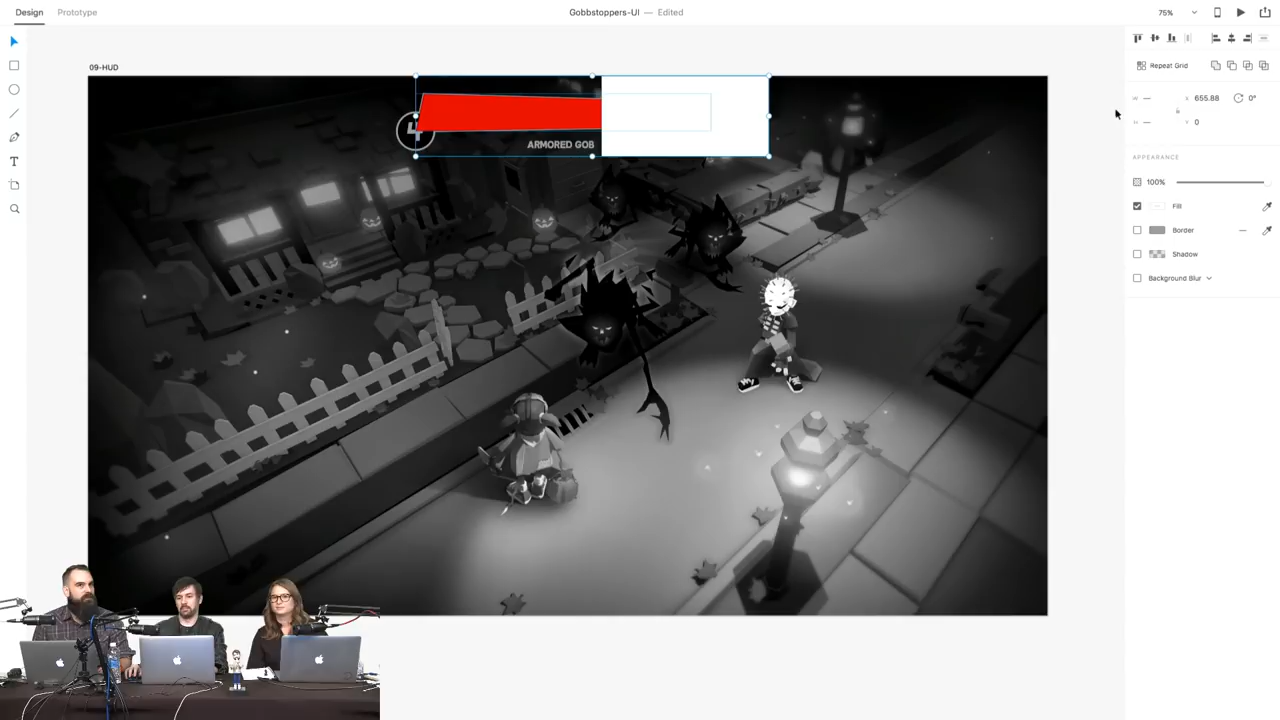 Design Prototype Gobbstoppers-UI — Edited 75%
09-HUD
Repeat Grid
W — X 655.88 0°
H — Y 0
4
ARMORED GOB
APPEARANCE
100%
Fill
Border
Shadow
Background Blur
T